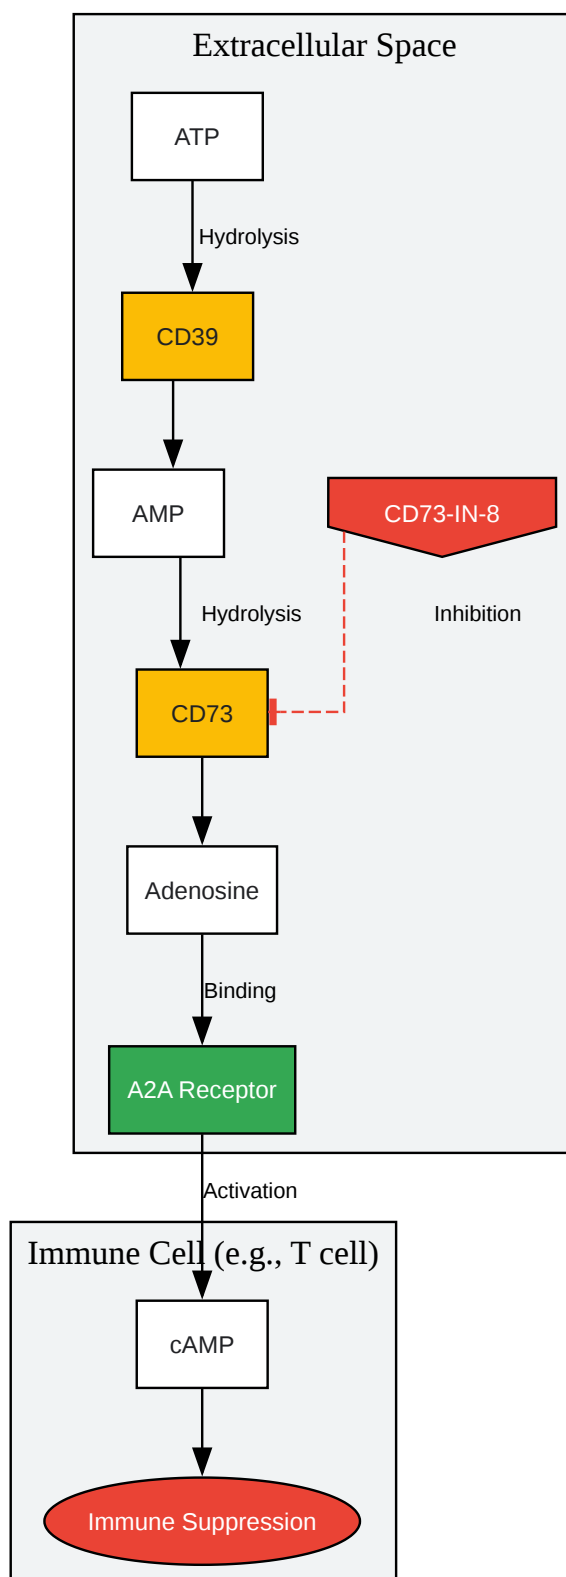 Extracellular Space
ATP
Hydrolysis
CD39
AMP
CD73-IN-8
Hydrolysis
Inhibition
CD73
Adenosine
Binding
A2A Receptor
Activation
Immune Cell (e.g., T cell)
cAMP
Immune Suppression